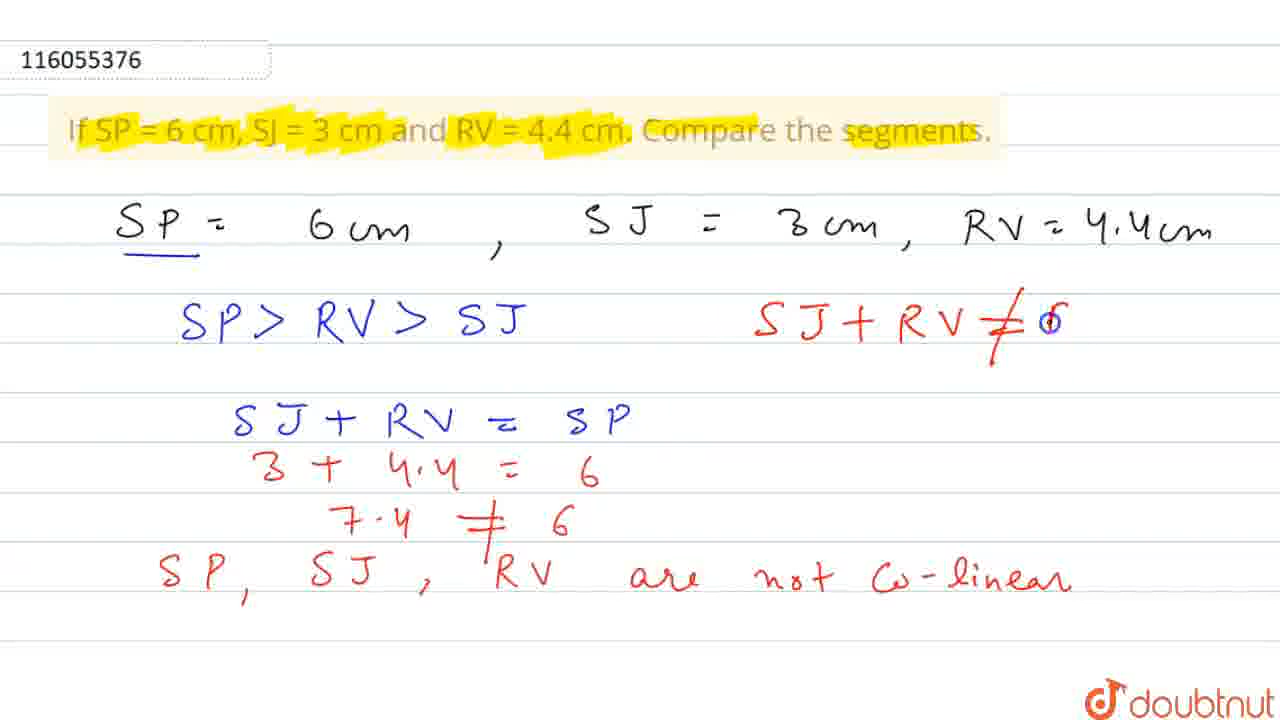 116055376
If SP = 6 cm, SJ = 3 cm and RV = 4.4 cm. Compare the segments.
SP = 6 cm , SJ = 3 cm , RV = 4.4 cm
SP > RV > SJ SJ + RV ≠
SJ + RV = SP
3 + 4.4 = 6
7.4 ≠ 6
SP, SJ, RV are not co-linear
doubtnut